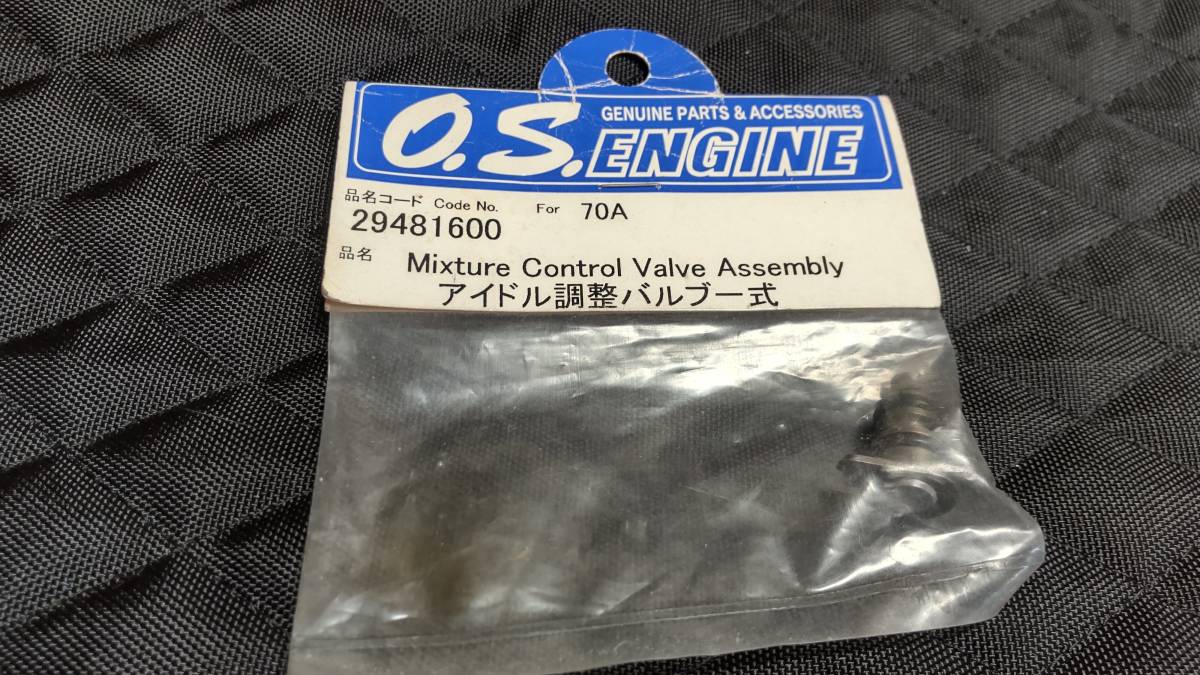 GENUINE PARTS & ACCESSORIES
O.S. ENGINE
品名コード Code No. For 70A
29481600
品名 Mixture Control Valve Assembly
アイドル調整バルブ一式